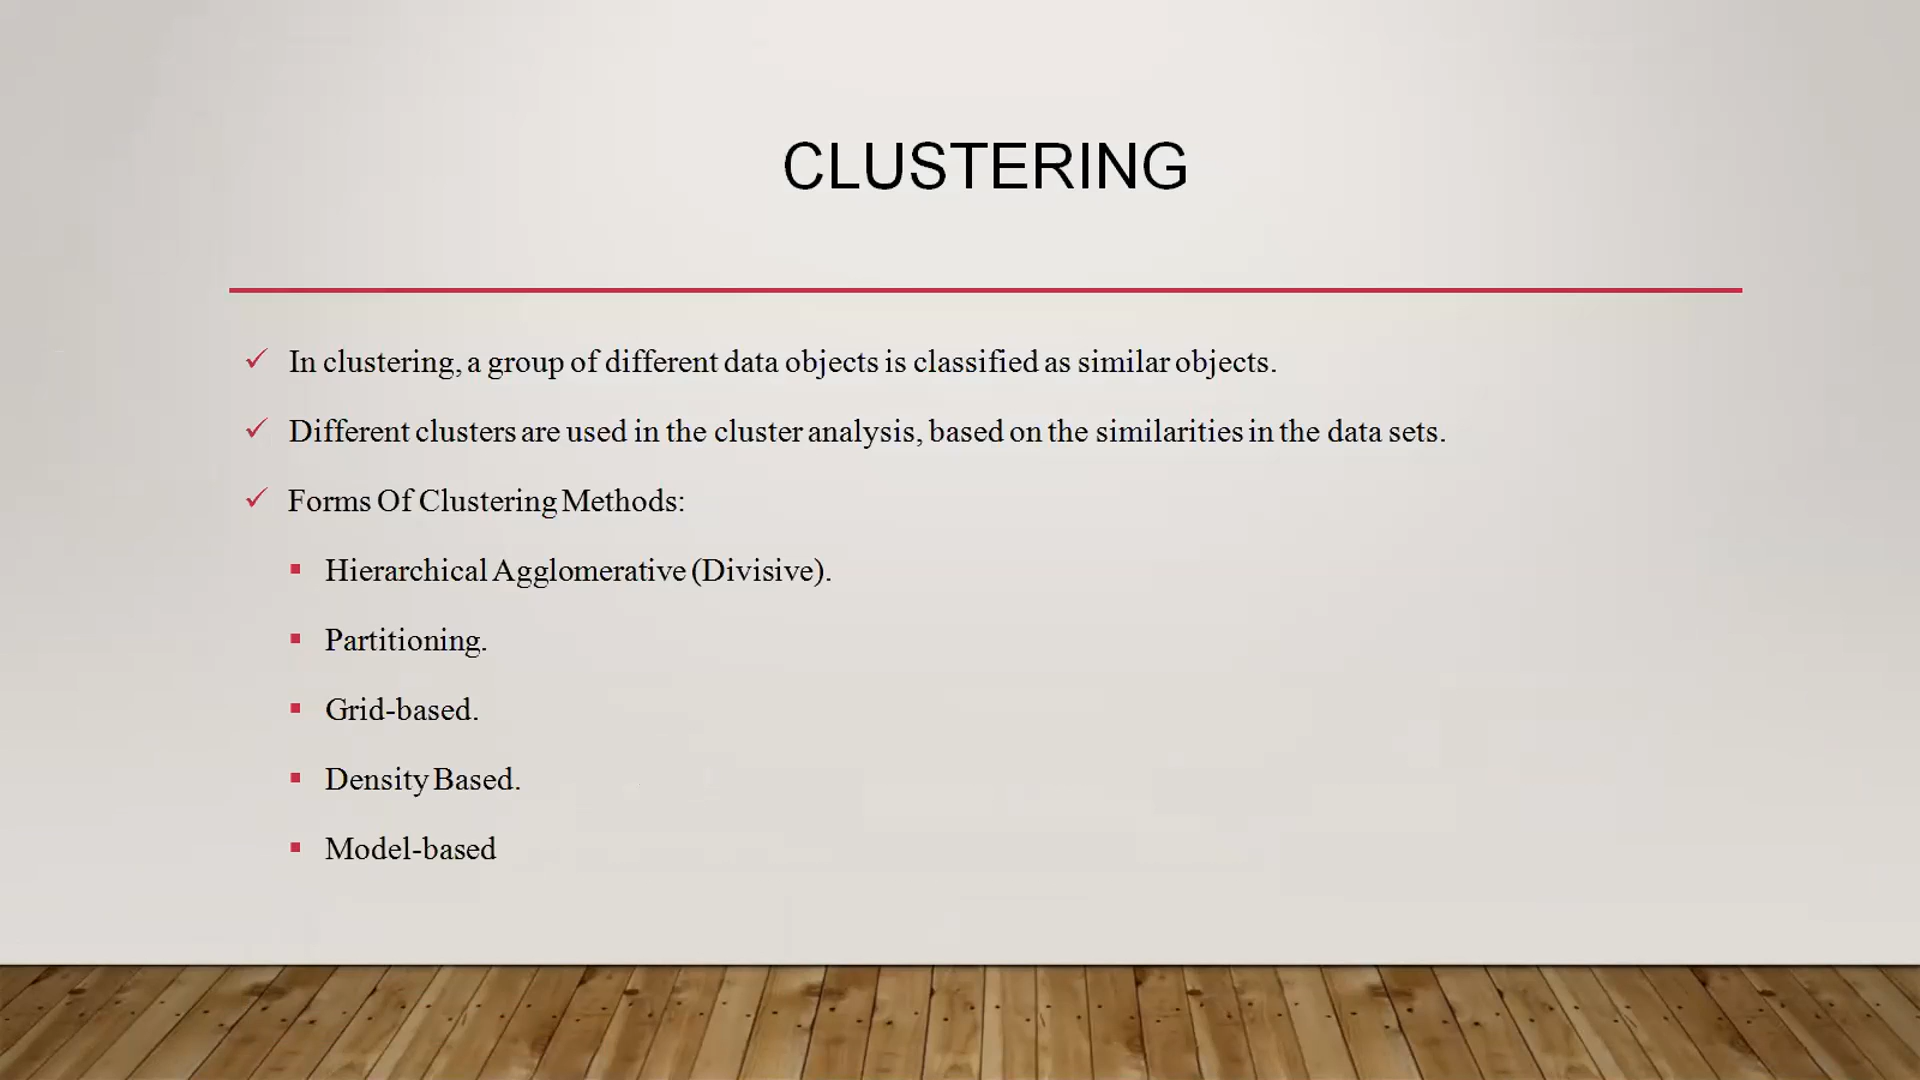 CLUSTERING
In clustering, a group of different data objects is classified as similar objects.
Different clusters are used in the cluster analysis, based on the similarities in the data sets.
Forms Of Clustering Methods:
Hierarchical Agglomerative (Divisive).
Partitioning.
Grid-based.
Density Based.
Model-based